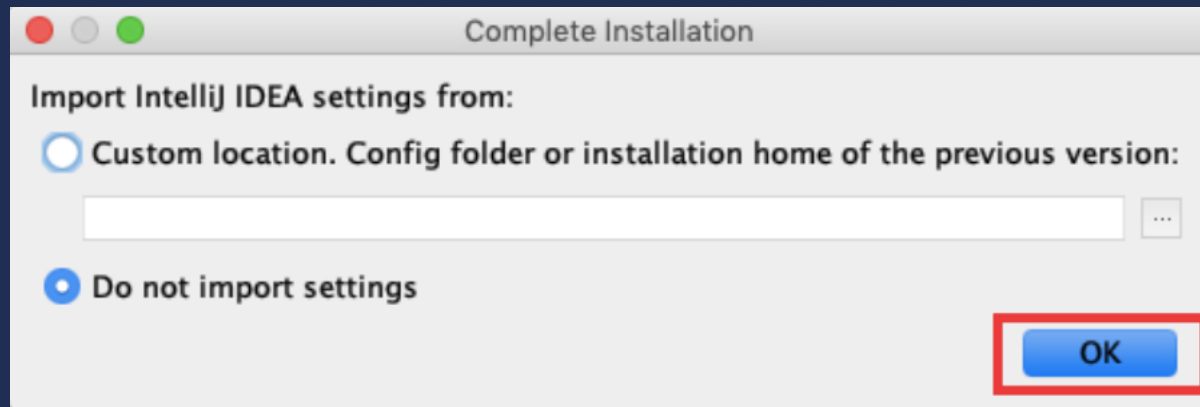 Complete Installation
Import IntelliJ IDEA settings from:
Custom location. Config folder or installation home of the previous version:
...
Do not import settings
OK